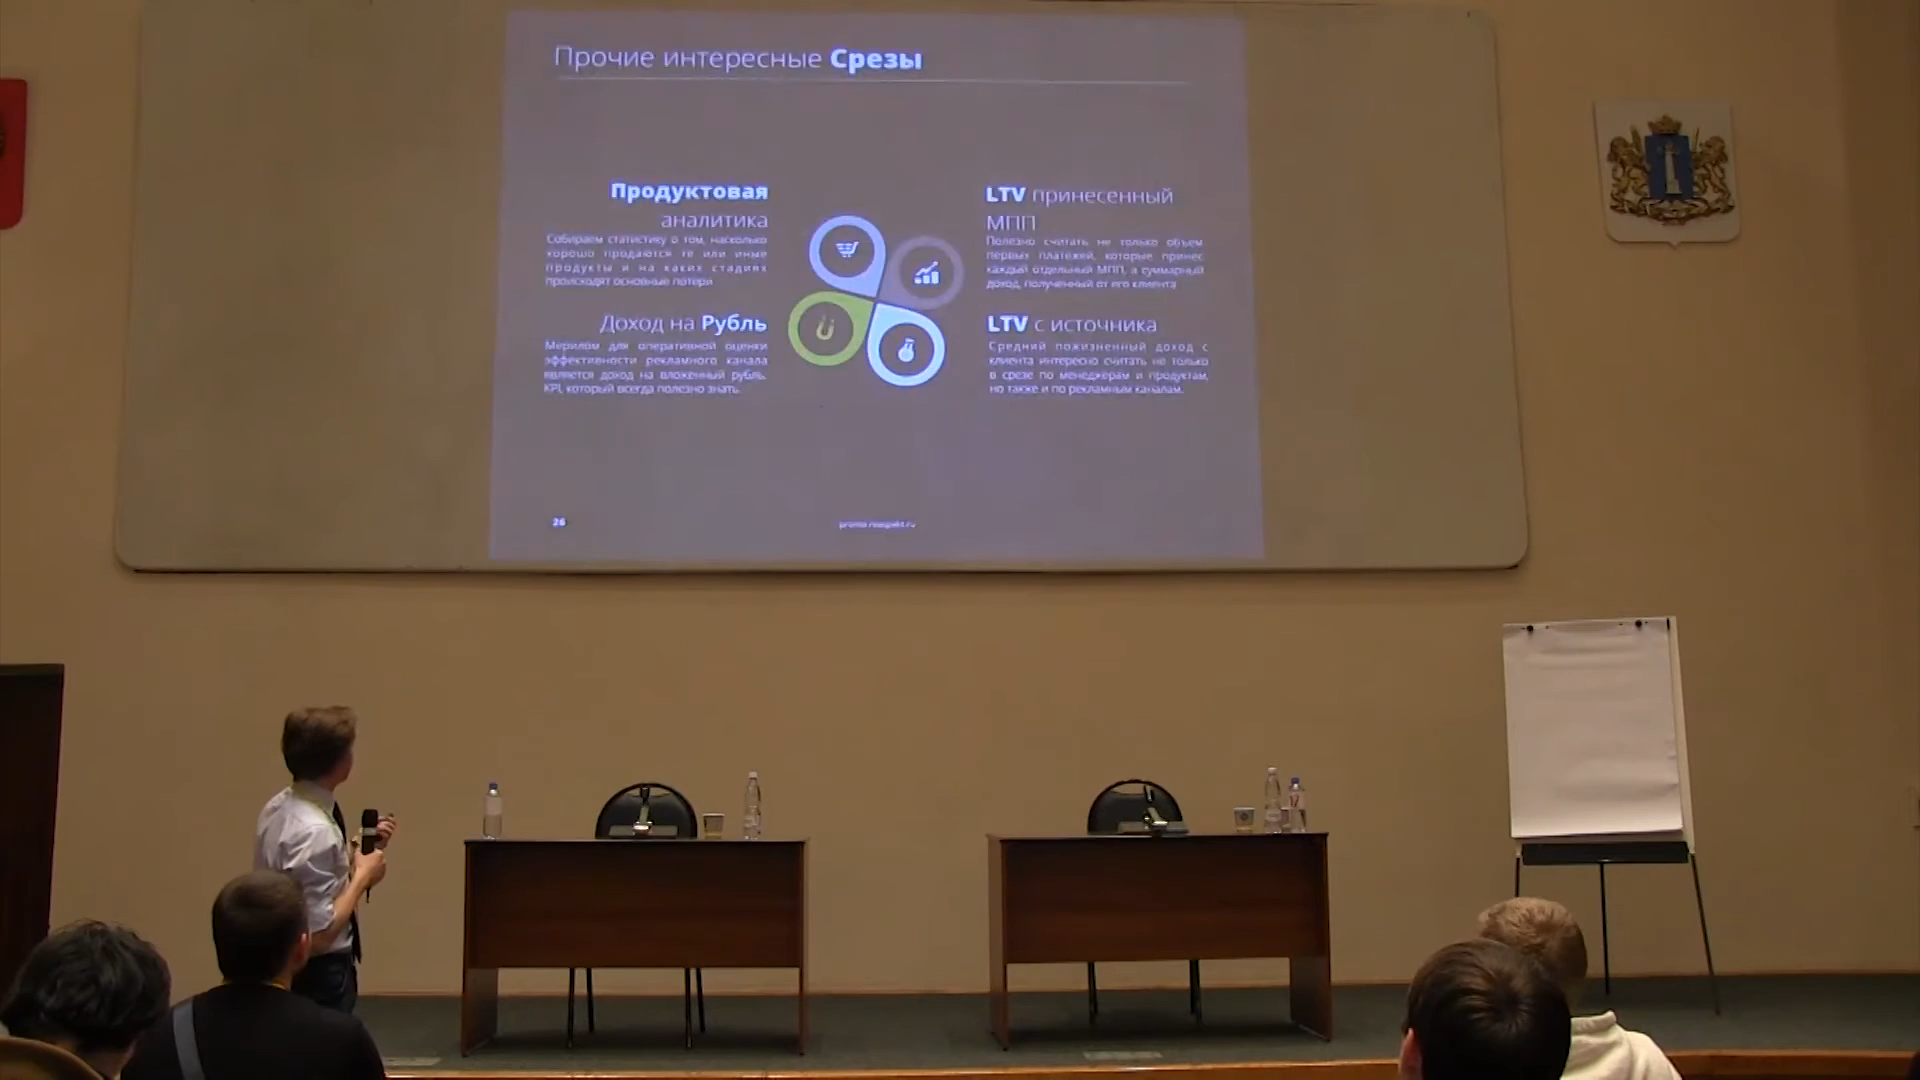 Прочие интересные Срезы
Продуктовая
аналитика
Собираем статистику о том, насколько
хорошо продаются те или иные
продукты и на каких стадиях
происходят основные потери
Доход на Рубль
Мерилом для оперативной оценки
эффективности рекламного канала
является доход на вложенный рубль.
KPI, который всегда полезно знать.
LTV принесенный
МПП
Полезно считать не только объем
первых платежей, которые принес
каждый отдельный МПП, а суммарный
доход, полученный от его клиента
LTV с источника
Средний пожизненный доход с
клиента интересно считать не только
в срезе по менеджерам и продуктам,
но также и по рекламным каналам.
26